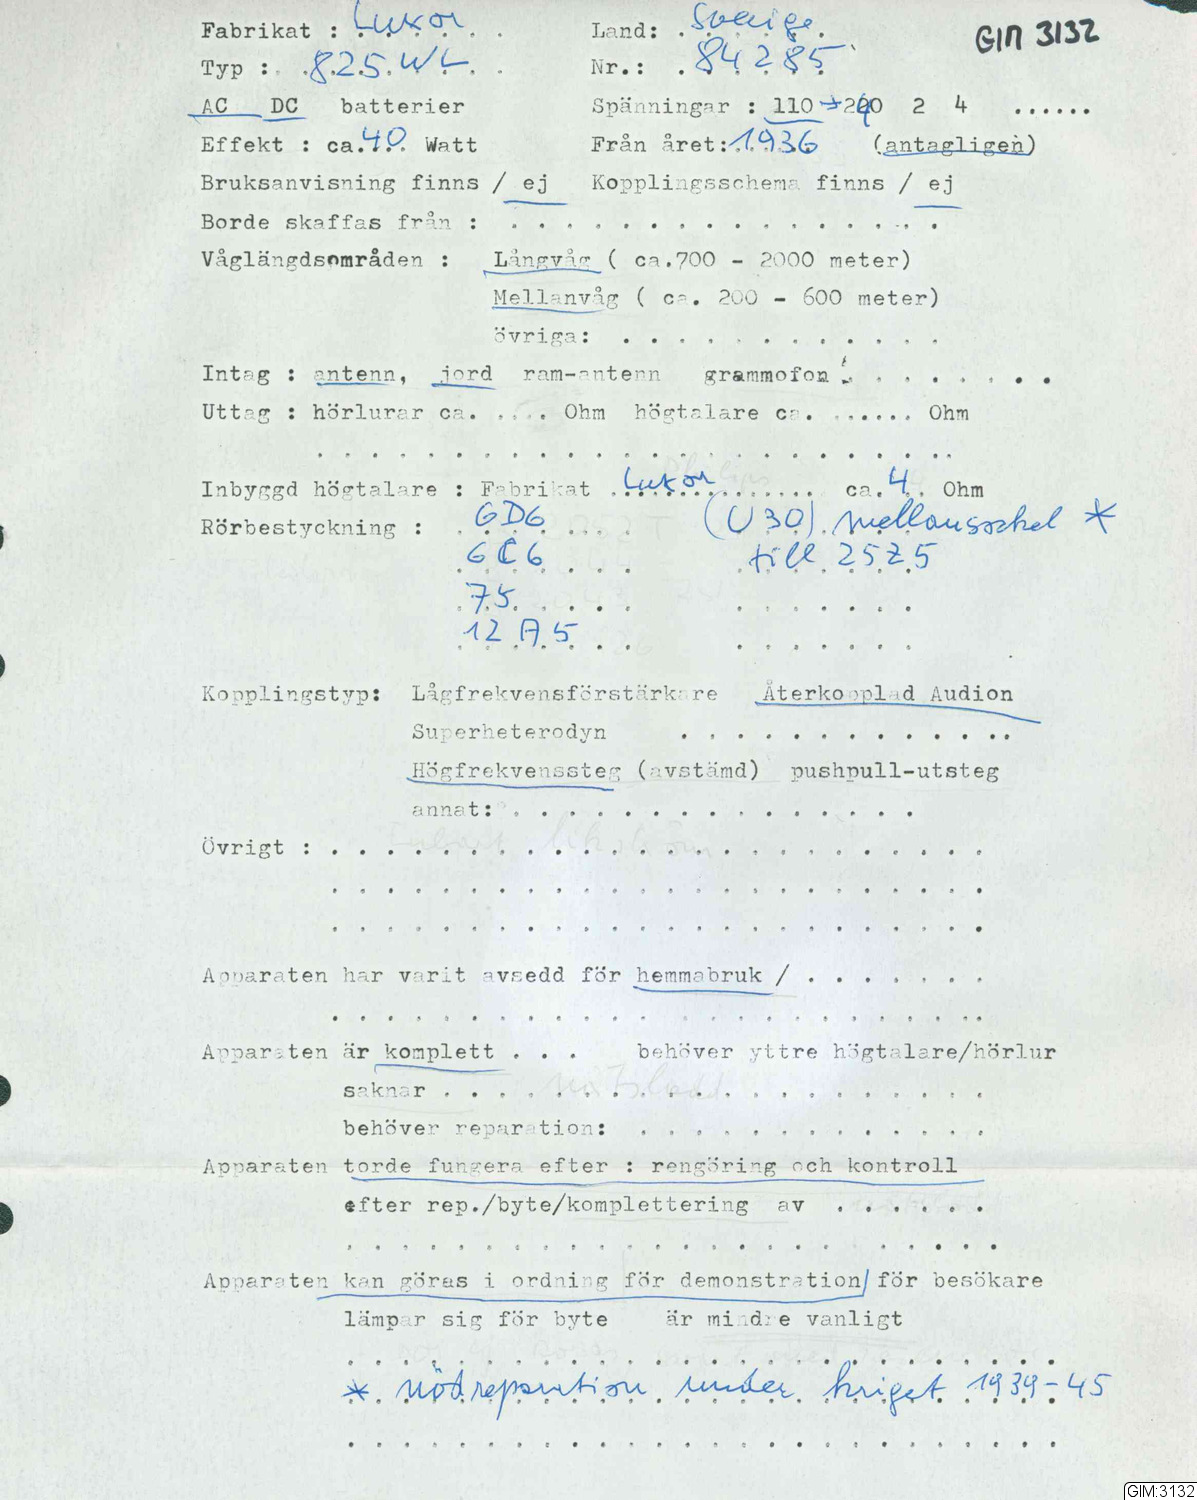 Fabrikat : Luxor Land: Sverige GIM 3132
Typ : 825 WL Nr.: 84285
AC DC batterier Spänningar : 110 → 240 2 4 ......
Effekt : ca. 40 Watt Från året: 1936 (antagligen)
Bruksanvisning finns / ej Kopplingsschema finns / ej
Borde skaffas från : . . . . . . . . . . . . . . . .
Våglängdsområden : Långvåg ( ca.700 - 2000 meter)
Mellanvåg ( ca. 200 - 600 meter)
övriga: . . . . . . . . . . . .
Intag : antenn, jord ram-antenn grammofon . . . . . . . .
Uttag : hörlurar ca. .... Ohm högtalare ca. ...... Ohm
. . . . . . . . . . . . . . . . . . . . . . . .
Inbyggd högtalare : Fabrikat Luxor ca. 4 Ohm
Rörbestyckning : 6D6 (U30) mellansockel *
6C6 till 25Z5
75
12A5
Kopplingstyp: Lågfrekvensförstärkare Återkopplad Audion
Superheterodyn . . . . . . . . . . . . .
Högfrekvenssteg (avstämd) pushpull-utsteg
annat: . . . . . . . . . . . . . . .
Övrigt : . . . . . . . . . . . . . . . . . . . . . . . .
. . . . . . . . . . . . . . . . . . . . . . . .
. . . . . . . . . . . . . . . . . . . . . . . .
Apparaten har varit avsedd för hemmabruk / . . . . . . .
. . . . . . . . . . . . . . . . . . . . . . . .
Apparaten är komplett . . . behöver yttre högtalare/hörlur
saknar . . . . . . . . . . . . . . . . . . . .
behöver reparation: . . . . . . . . . . . . .
Apparaten torde fungera efter : rengöring och kontroll
efter rep./byte/komplettering av . . . . . .
. . . . . . . . . . . . . . . . . . . . . . . .
Apparaten kan göras i ordning för demonstration/ för besökare
lämpar sig för byte är mindre vanligt
. . . . . . . . . . . . . . . . . . . . . . . . . .
* nödreparation under kriget 1939-45
. . . . . . . . . . . . . . . . . . . . . . . . . .
GIM:3132